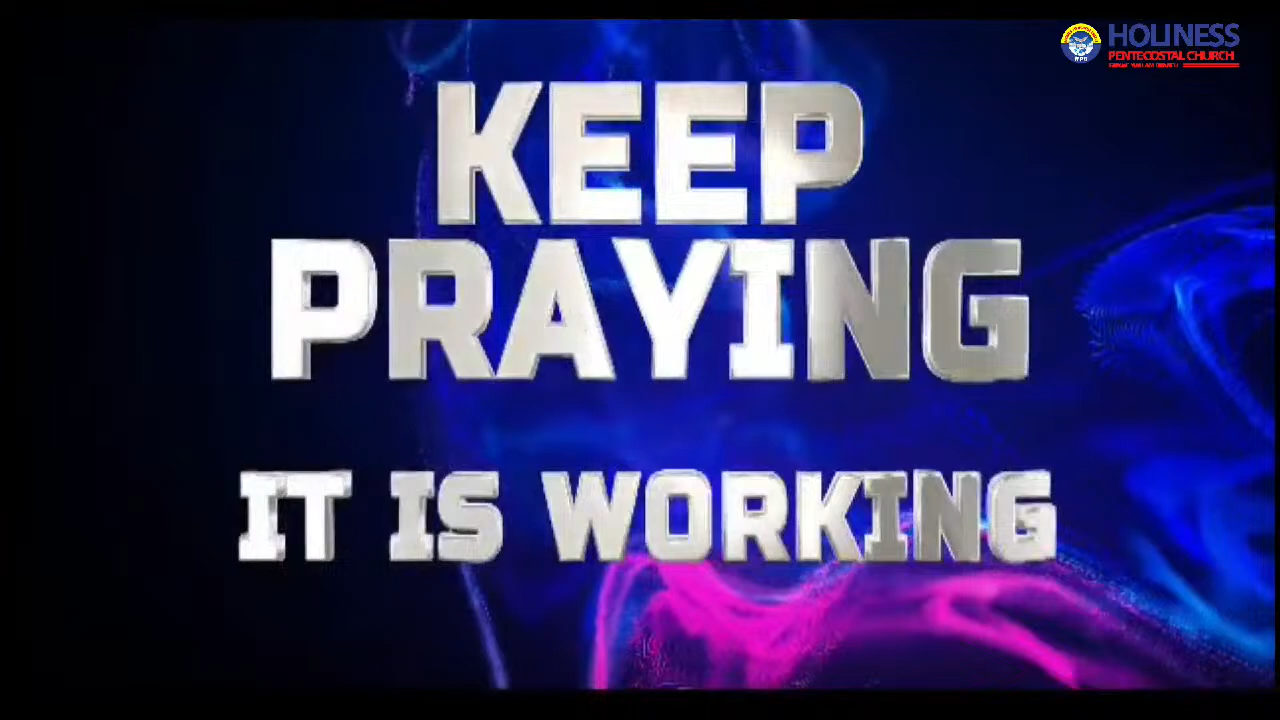 HOLINESS
PENTECOSTAL CHURCH
KEEP
PRAYING
IT IS WORKING